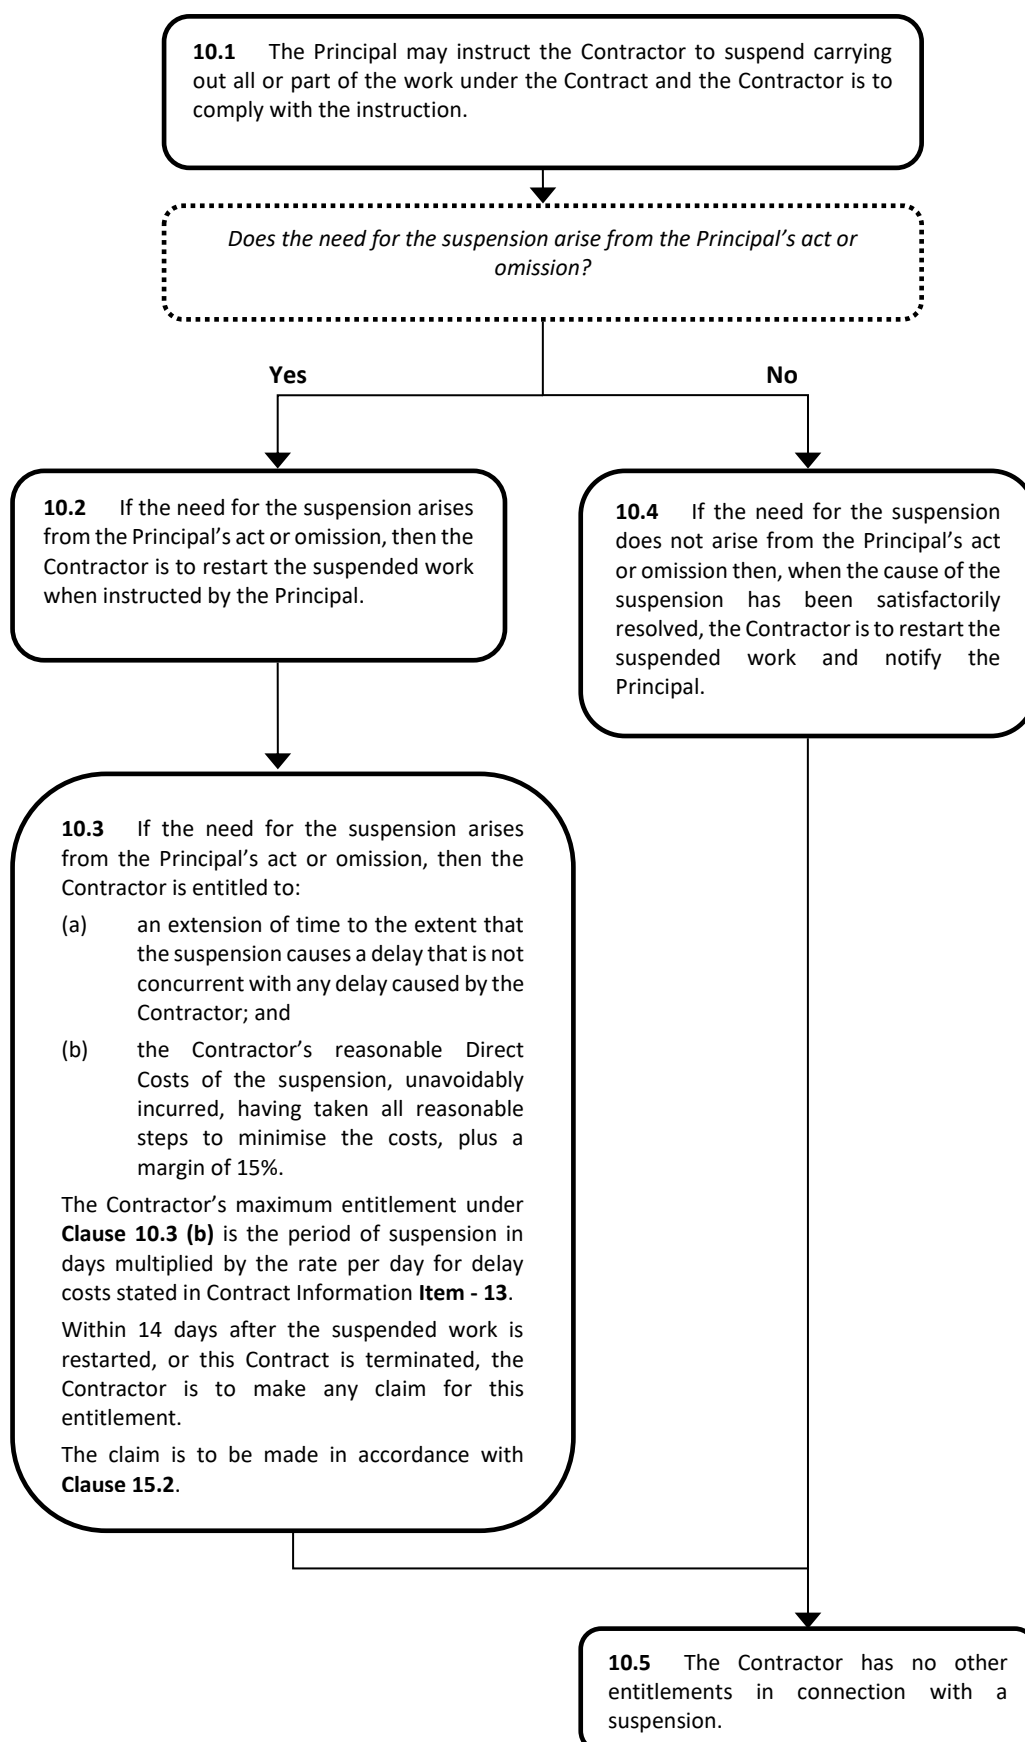 10.1 The Principal may instruct the Contractor to suspend carrying
out all or part of the work under the Contract and the Contractor is to
comply with the instruction.
Does the need for the suspension arise from the Principal’s act or
omission?
Yes
No
10.2 If the need for the suspension arises
from the Principal’s act or omission, then the
Contractor is to restart the suspended work
when instructed by the Principal.
10.4 If the need for the suspension
does not arise from the Principal’s act
or omission then, when the cause of the
suspension has been satisfactorily
resolved, the Contractor is to restart the
suspended work and notify the
Principal.
10.3 If the need for the suspension arises
from the Principal’s act or omission, then the
Contractor is entitled to:
(a) an extension of time to the extent that
the suspension causes a delay that is not
concurrent with any delay caused by the
Contractor; and
(b) the Contractor’s reasonable Direct
Costs of the suspension, unavoidably
incurred, having taken all reasonable
steps to minimise the costs, plus a
margin of 15%.
The Contractor’s maximum entitlement under
Clause 10.3 (b) is the period of suspension in
days multiplied by the rate per day for delay
costs stated in Contract Information Item - 13.
Within 14 days after the suspended work is
restarted, or this Contract is terminated, the
Contractor is to make any claim for this
entitlement.
The claim is to be made in accordance with
Clause 15.2.
10.5 The Contractor has no other
entitlements in connection with a
suspension.